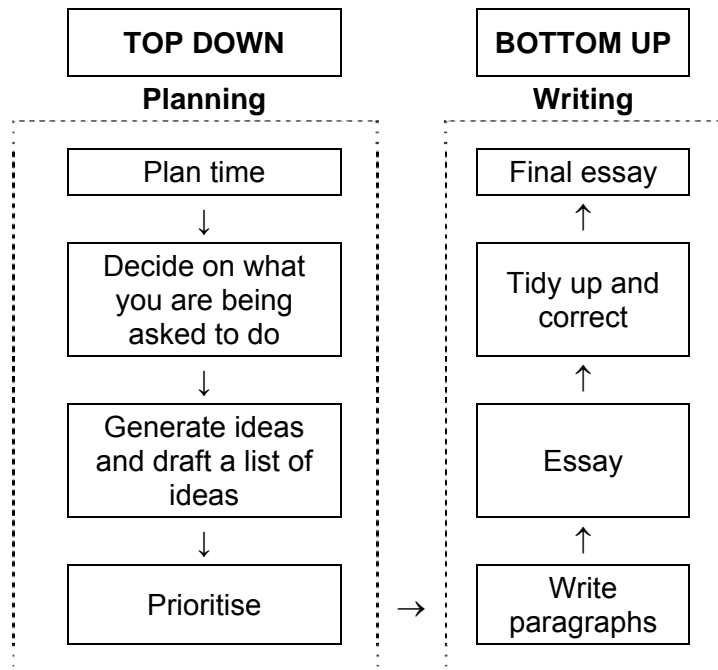 TOP DOWN
Planning
Plan time
↓
Decide on what
you are being
asked to do
↓
Generate ideas
and draft a list of
ideas
↓
Prioritise
→
BOTTOM UP
Writing
Final essay
↑
Tidy up and
correct
↑
Essay
↑
Write
paragraphs